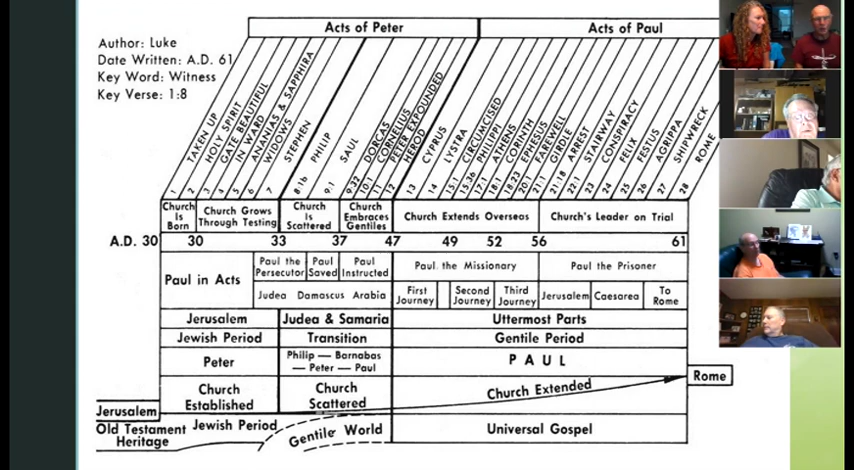 Acts of Peter
Acts of Paul
Author: Luke
Date Written: A.D. 61
Key Word: Witness
Key Verse: 1:8
TAKEN UP
HOLY SPIRIT
GATE BEAUTIFUL
IN WARD
ANANIAS & SAPPHIRA
WIDOWS
STEPHEN
PHILIP
SAUL
DORCAS
CORNELIUS
PETER EXPOUNDED
HEROD
CYPRUS
LYSTRA
CIRCUMCISED
PHILIPPI
ATHENS
CORINTH
EPHESUS
FAREWELL
GIRDLE
ARREST
STAIRWAY
CONSPIRACY
FELIX
FESTUS
AGRIPPA
SHIPWRECK
ROME
1 2 3 4 5 6 7 8:1b 9:1 9:32 10:1 11 12 13 14 15:1 15:36 17:1 18:1 18:23 20:1 21:1 21:18 22:1 23 24 25 26 27 28
Church Is Born
Church Grows Through Testing
Church Is Scattered
Church Embraces Gentiles
Church Extends Overseas
Church's Leader on Trial
A.D. 30 30 33 37 47 49 52 56 61
Paul in Acts
Paul the Persecutor
Paul Saved
Paul Instructed
Paul the Missionary
Paul the Prisoner
Judea Damascus Arabia
First Journey
Second Journey
Third Journey
Jerusalem
Caesarea
To Rome
Jerusalem
Judea & Samaria
Uttermost Parts
Jewish Period
Transition
Gentile Period
Peter
Philip — Barnabas
— Peter — Paul
PAUL
Church Established
Church Scattered
Church Extended
Rome
Jerusalem
Old Testament Heritage
Jewish Period
Gentile World
Universal Gospel